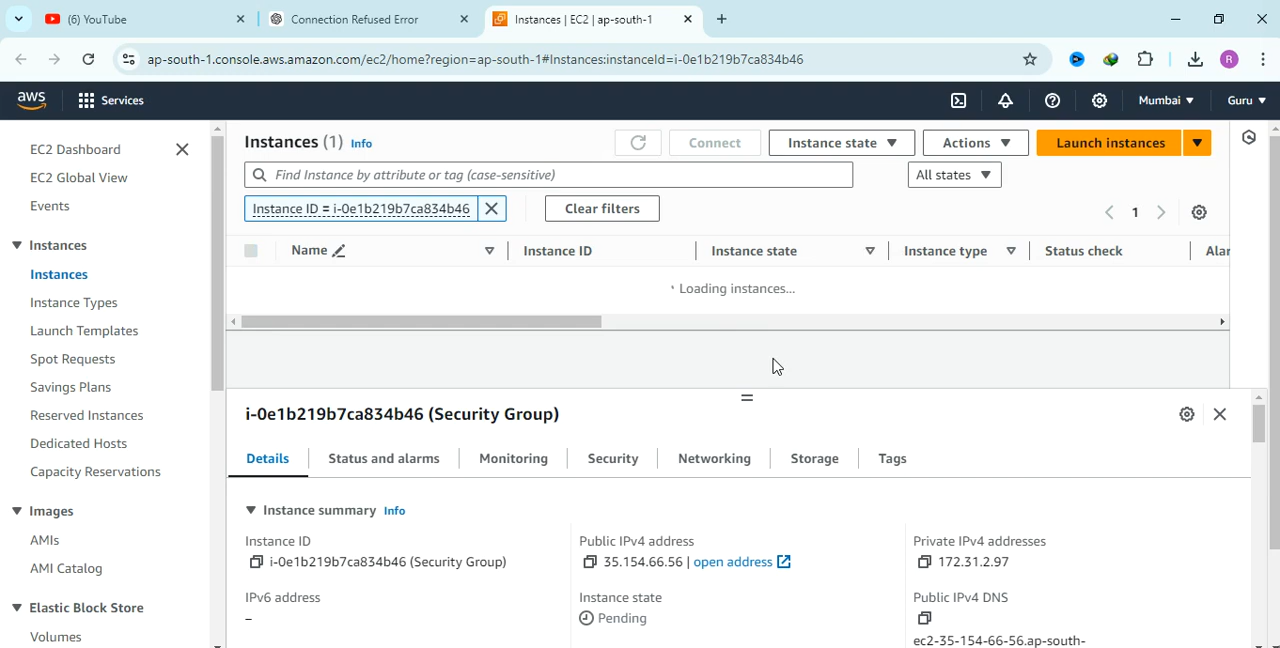 (6) YouTube
Connection Refused Error
Instances | EC2 | ap-south-1
ap-south-1.console.aws.amazon.com/ec2/home?region=ap-south-1#Instances:instanceId=i-0e1b219b7ca834b46
R
aws
Services
Mumbai
Guru
EC2 Dashboard
EC2 Global View
Events
Instances
Instances
Instance Types
Launch Templates
Spot Requests
Savings Plans
Reserved Instances
Dedicated Hosts
Capacity Reservations
Images
AMIs
AMI Catalog
Elastic Block Store
Volumes
Instances (1) Info
Connect
Instance state
Actions
Launch instances
Find Instance by attribute or tag (case-sensitive)
All states
Instance ID = i-0e1b219b7ca834b46
Clear filters
1
Name
Instance ID
Instance state
Instance type
Status check
Alar
Loading instances...
i-0e1b219b7ca834b46 (Security Group)
Details
Status and alarms
Monitoring
Security
Networking
Storage
Tags
Instance summary Info
Instance ID
i-0e1b219b7ca834b46 (Security Group)
Public IPv4 address
35.154.66.56 | open address
Private IPv4 addresses
172.31.2.97
IPv6 address
–
Instance state
Pending
Public IPv4 DNS
ec2-35-154-66-56.ap-south-